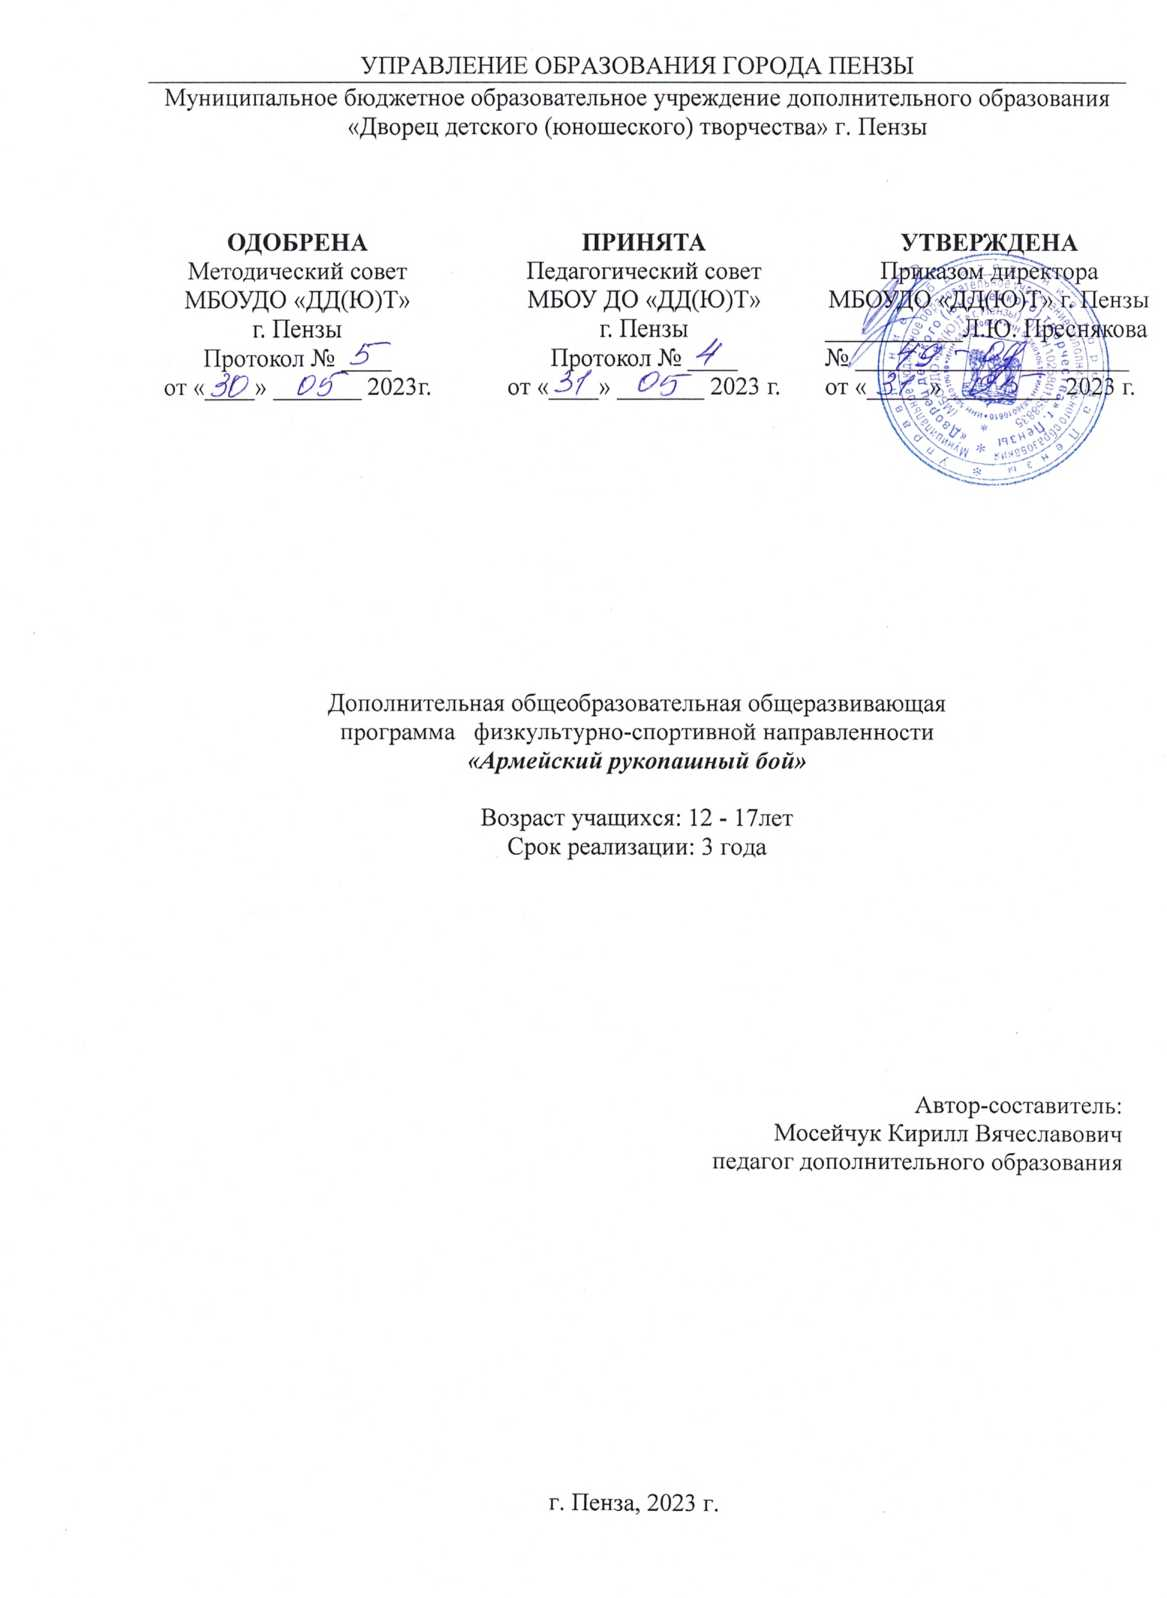 УПРАВЛЕНИЕ ОБРАЗОВАНИЯ ГОРОДА ПЕНЗЫ
Муниципальное бюджетное образовательное учреждение дополнительного образования
«Дворец детского (юношеского) творчества» г. Пензы
ОДОБРЕНА
Методический совет
МБОУДО «ДД(Ю)Т»
г. Пензы
Протокол № 5
от «30» 05 2023г.
ПРИНЯТА
Педагогический совет
МБОУ ДО «ДД(Ю)Т»
г. Пензы
Протокол № 4
от «31» 05 2023 г.
УТВЕРЖДЕНА
Приказом директора
МБОУДО «ДД(Ю)Т» г. Пензы
Л.Ю. Преснякова
№
от «31» 2023 г.
Дополнительная общеобразовательная общеразвивающая
программа физкультурно-спортивной направленности
«Армейский рукопашный бой»
Возраст учащихся: 12 - 17лет
Срок реализации: 3 года
Автор-составитель:
Мосейчук Кирилл Вячеславович
педагог дополнительного образования
г. Пенза, 2023 г.